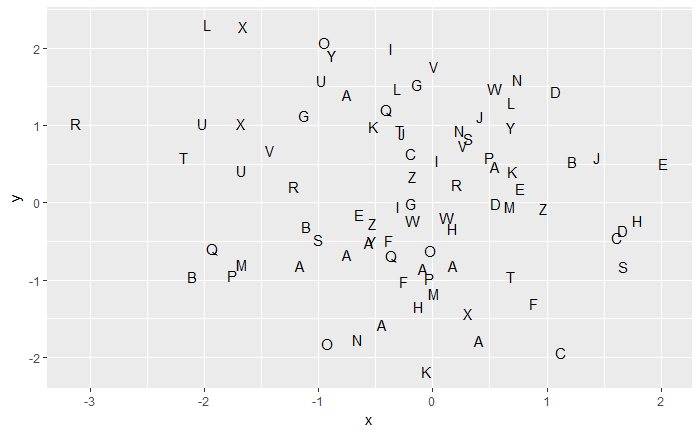 L X
O I
Y
V
U G N
A L W D
Q L
G J
R U X K T J N Y
S
V
V C P
T I A B J N
U Z K
R R N
G D M B
I
N Z Z Z
B H D
S Z S Y F C
Q A Q O
A A A S
B P M P T
F M
H F
I
A
O N A C
K
2
1
0
-1
-2
y
-3 -2 -1 0 1 2
x